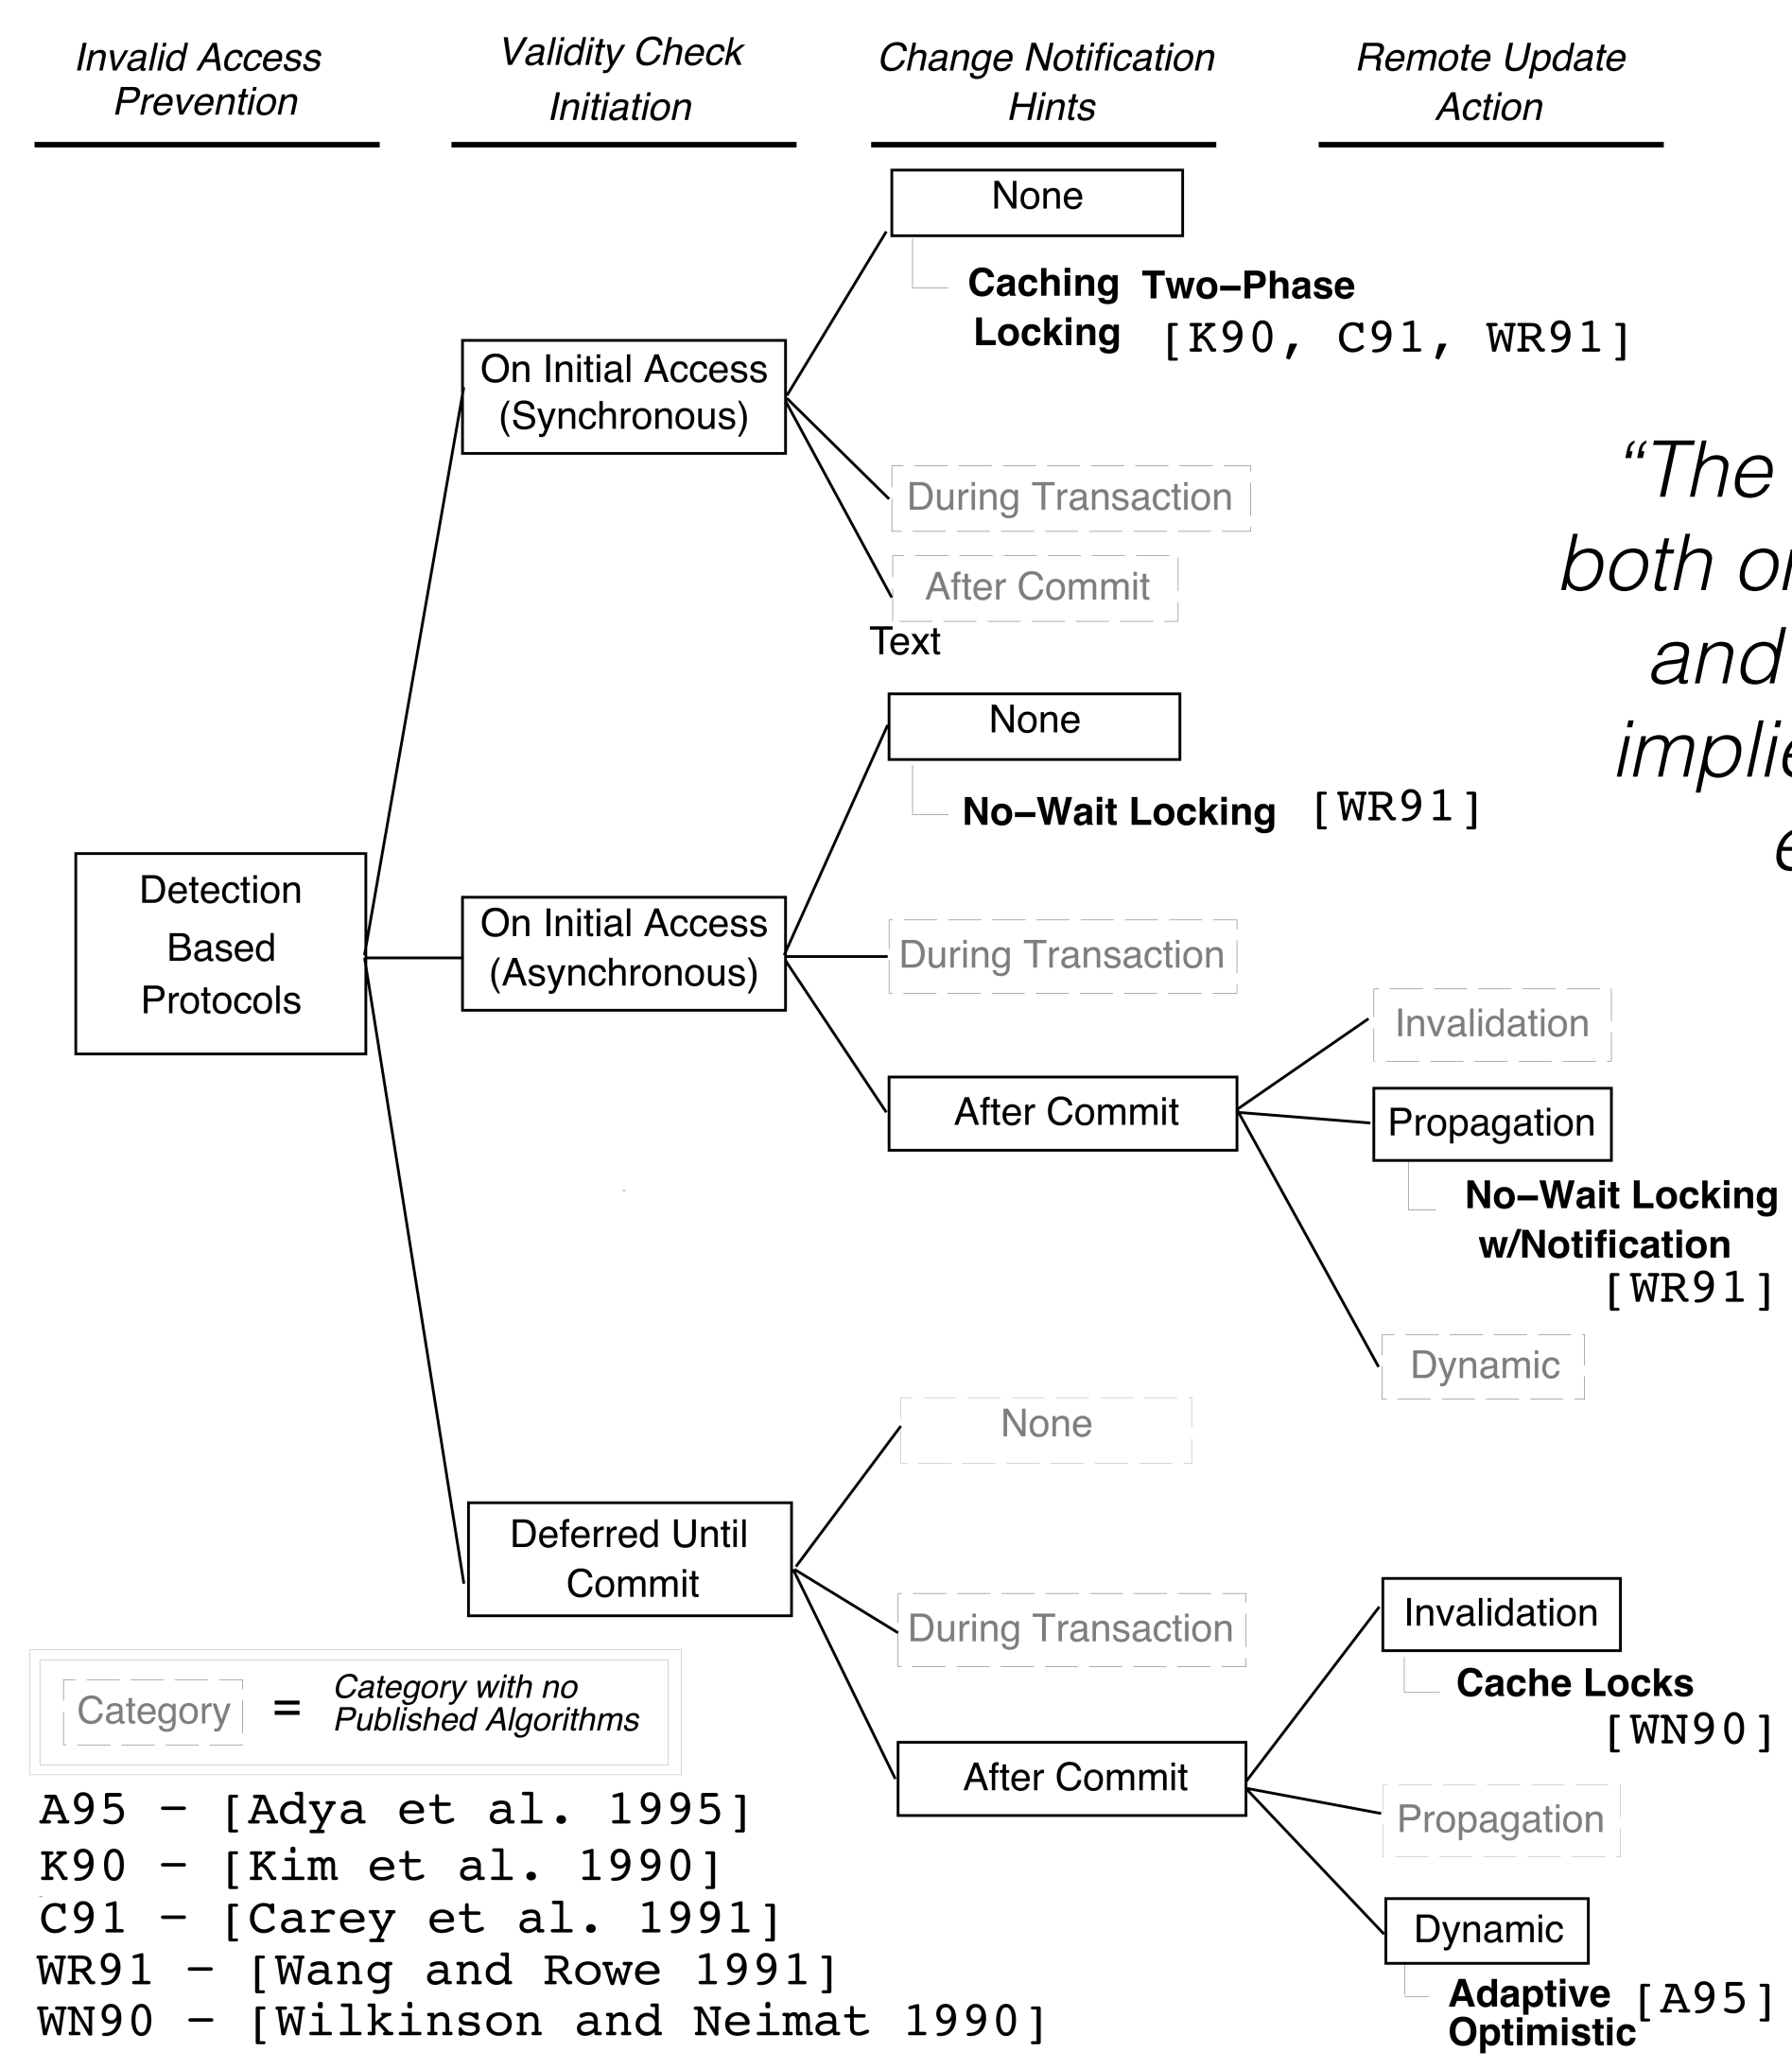 Invalid Access
Prevention
Validity Check
Initiation
Change Notification
Hints
Remote Update
Action
None
Caching Two–Phase
Locking [K90, C91, WR91]
On Initial Access
(Synchronous)
During Transaction
After Commit
Text
“The
both
and
None
No–Wait Locking [WR91]
Detection
Based
Protocols
On Initial Access
(Asynchronous)
During Transaction
After Commit
Invalidation
Propagation
No–Wait Locking
w/Notification
[WR91]
Dynamic
None
Deferred Until
Commit
During Transaction
After Commit
Invalidation
Cache Locks
[WN90]
Propagation
Dynamic
Adaptive [A95]
Optimistic
Category = Category with no
Published Algorithms
A95 – [Adya et al. 1995]
K90 – [Kim et al. 1990]
C91 – [Carey et al. 1991]
WR91 – [Wang and Rowe 1991]
WN90 – [Wilkinson and Neimat 1990]